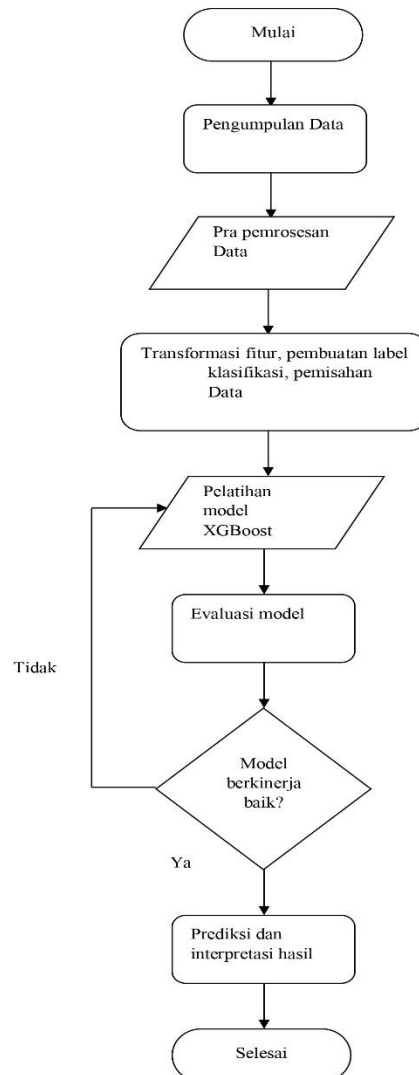 Mulai
Pengumpulan Data
Pra pemrosesan
Data
Transformasi fitur, pembuatan label
klasifikasi, pemisahan
Data
Pelatihan
model
XGBoost
Evaluasi model
Tidak
Model
berkinerja
baik?
Ya
Prediksi dan
interpretasi hasil
Selesai